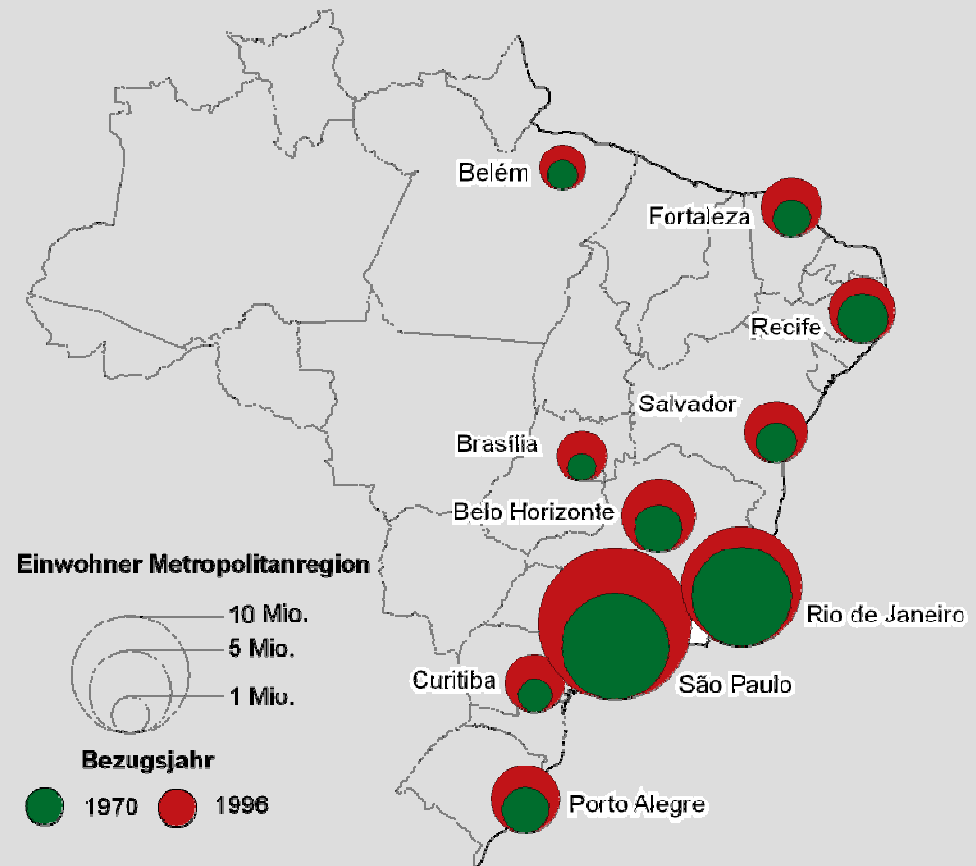 Belém
Fortaleza
Recife
Salvador
Brasília
Belo Horizonte
Rio de Janeiro
São Paulo
Curitiba
Porto Alegre
Einwohner Metropolitanregion
10 Mio.
5 Mio.
1 Mio.
Bezugsjahr
1970 1996